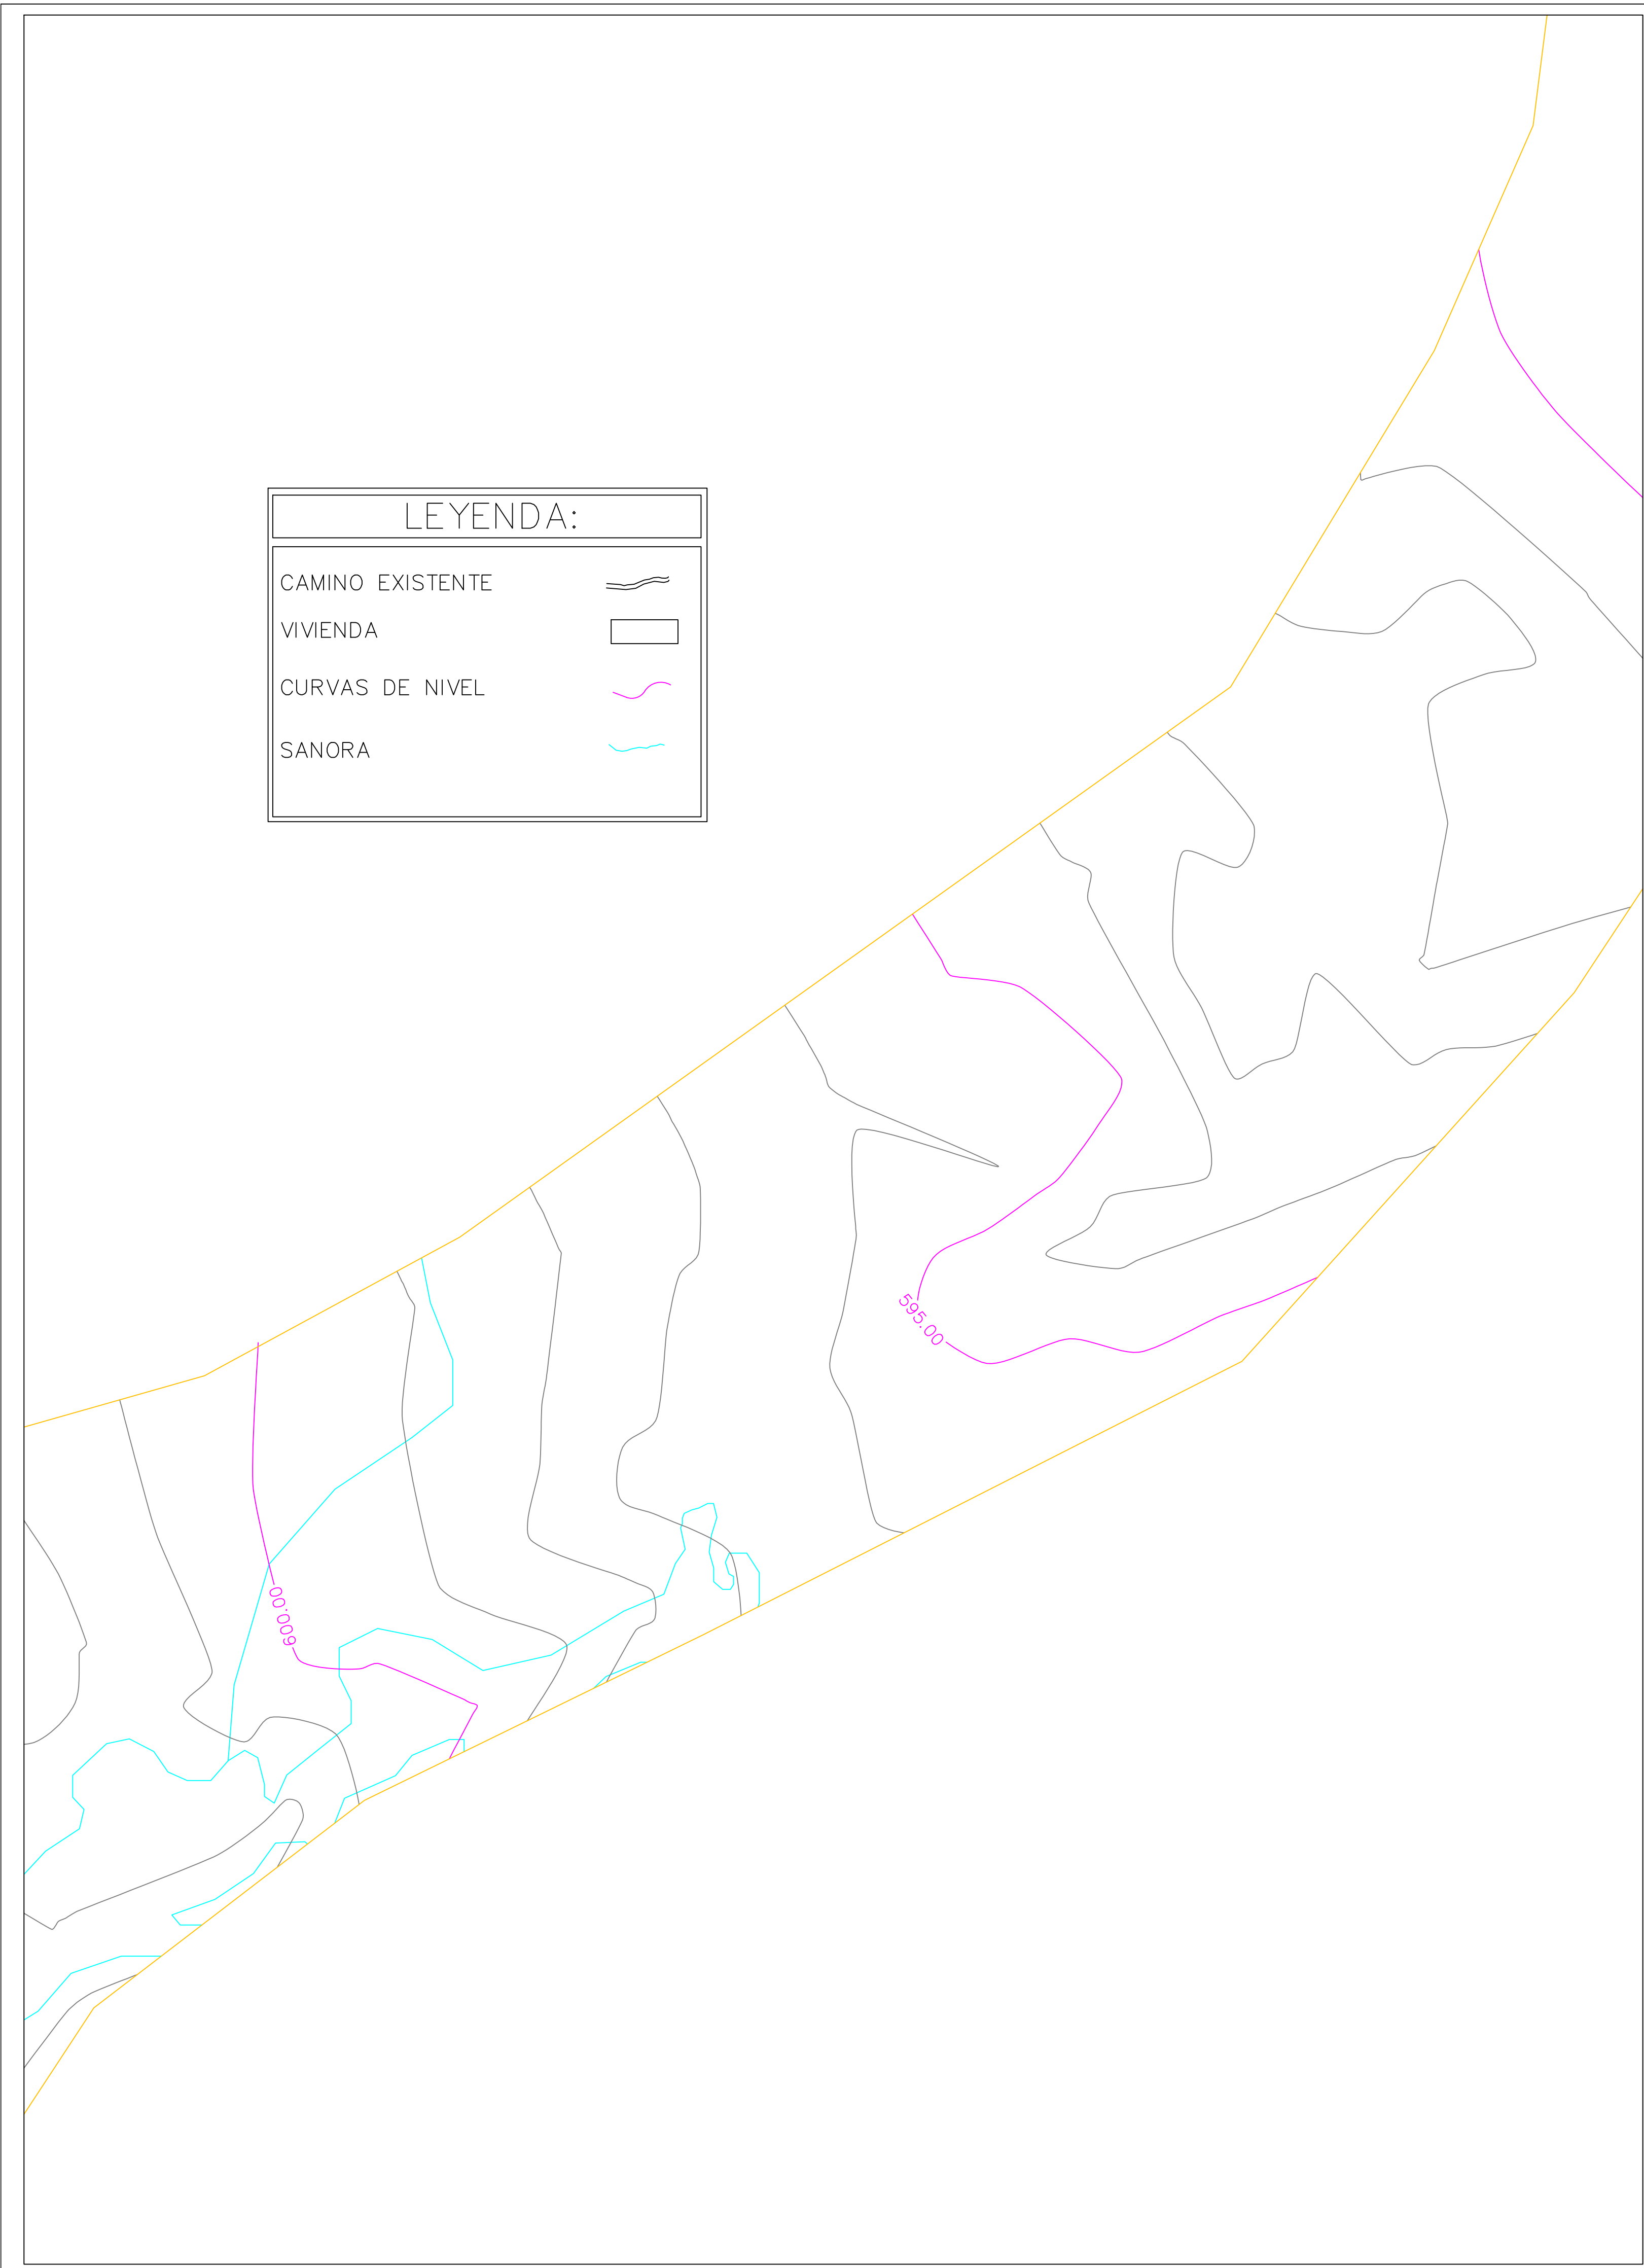 LEYENDA:
CAMINO EXISTENTE
VIVIENDA
CURVAS DE NIVEL
SANORA
595.00
600.00